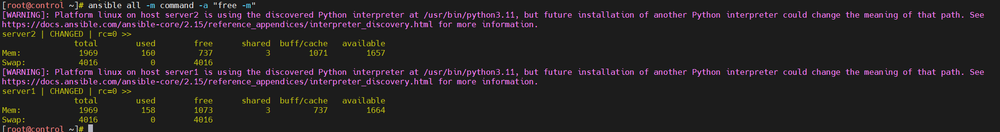 [root@control ~]# ansible all -m command -a "free -m"
[WARNING]: Platform linux on host server2 is using the discovered Python interpreter at /usr/bin/python3.11, but future installation of another Python interpreter could change the meaning of that path. See
https://docs.ansible.com/ansible-core/2.15/reference_appendices/interpreter_discovery.html for more information.
server2 | CHANGED | rc=0 >>
               total        used        free      shared  buff/cache   available
Mem:            1969         160         737           3        1071        1657
Swap:           4016           0        4016
[WARNING]: Platform linux on host server1 is using the discovered Python interpreter at /usr/bin/python3.11, but future installation of another Python interpreter could change the meaning of that path. See
https://docs.ansible.com/ansible-core/2.15/reference_appendices/interpreter_discovery.html for more information.
server1 | CHANGED | rc=0 >>
               total        used        free      shared  buff/cache   available
Mem:            1969         158        1073           3         737        1664
Swap:           4016           0        4016
[root@control ~]#